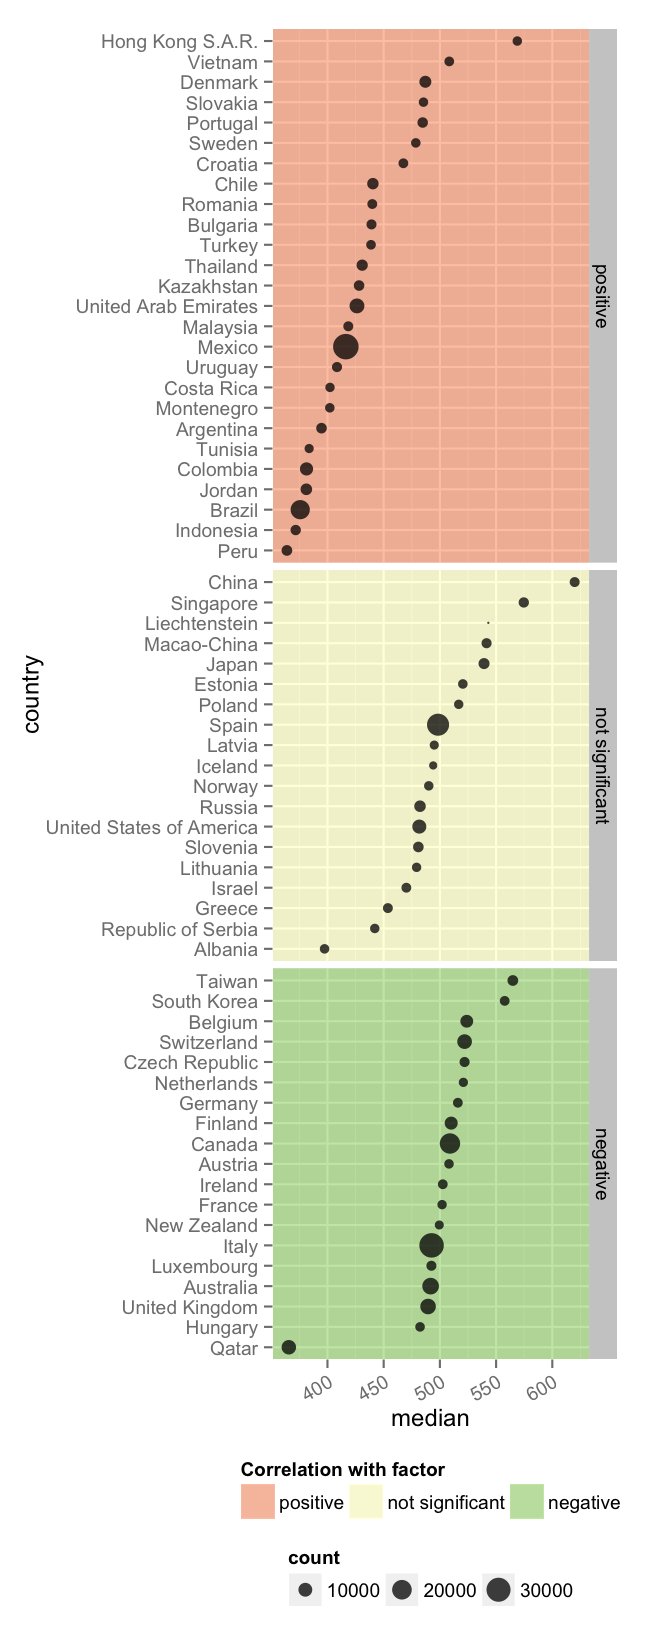 Hong Kong S.A.R.
Vietnam
Denmark
Slovakia
Portugal
Sweden
Croatia
Chile
Romania
Bulgaria
Turkey
Thailand
Kazakhstan
United Arab Emirates
Malaysia
Mexico
Uruguay
Costa Rica
Montenegro
Argentina
Tunisia
Colombia
Jordan
Brazil
Indonesia
Peru
positive
China
Singapore
Liechtenstein
Macao-China
Japan
Estonia
Poland
Spain
Latvia
Iceland
Norway
Russia
United States of America
Slovenia
Lithuania
Israel
Greece
Republic of Serbia
Albania
not significant
country
Taiwan
South Korea
Belgium
Switzerland
Czech Republic
Netherlands
Germany
Finland
Canada
Austria
Ireland
France
New Zealand
Italy
Luxembourg
Australia
United Kingdom
Hungary
Qatar
negative
400 450 500 550 600
median
Correlation with factor
positive not significant negative
count
10000 20000 30000